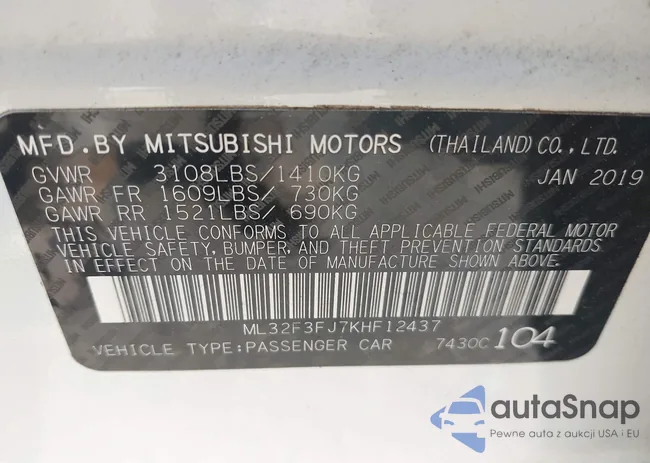 MFD.BY MITSUBISHI MOTORS (THAILAND) CO., LTD.
GVWR 3108LBS/1410KG JAN 2019
GAWR FR 1609LBS/ 730KG
GAWR RR 1521LBS/ 690KG
THIS VEHICLE CONFORMS TO ALL APPLICABLE FEDERAL MOTOR
VEHICLE SAFETY, BUMPER, AND THEFT PREVENTION STANDARDS
IN EFFECT ON THE DATE OF MANUFACTURE SHOWN ABOVE.
ML32F3FJ7KHF12437
VEHICLE TYPE:PASSENGER CAR 7430C 104
autaSnap
Pewne auta z aukcji USA i EU